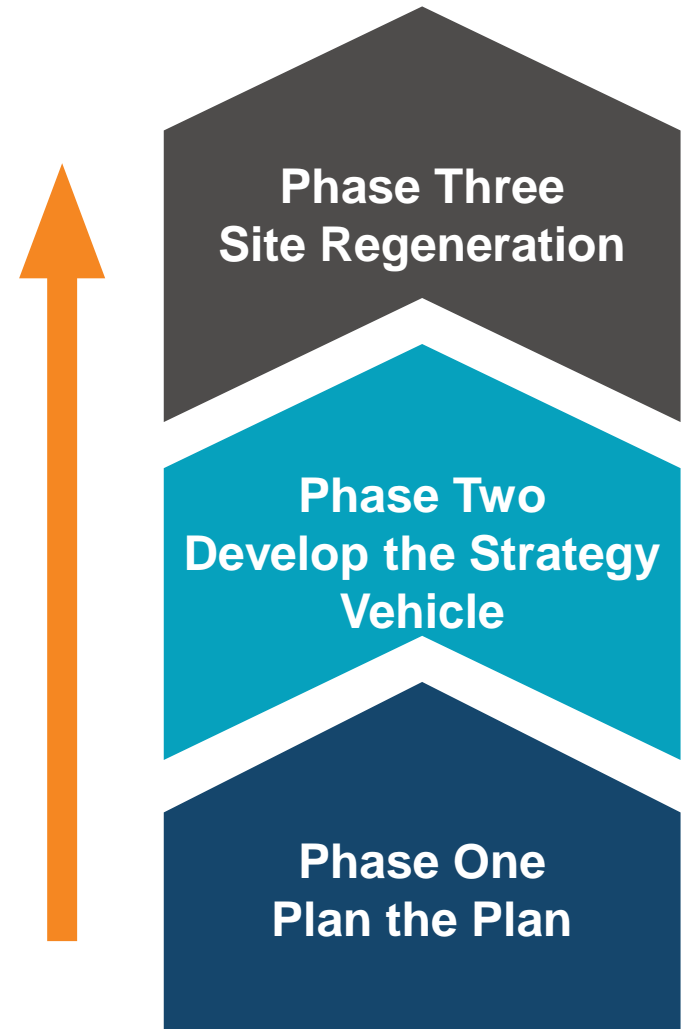 Phase Three
Site Regeneration
Phase Two
Develop the Strategy
Vehicle
Phase One
Plan the Plan